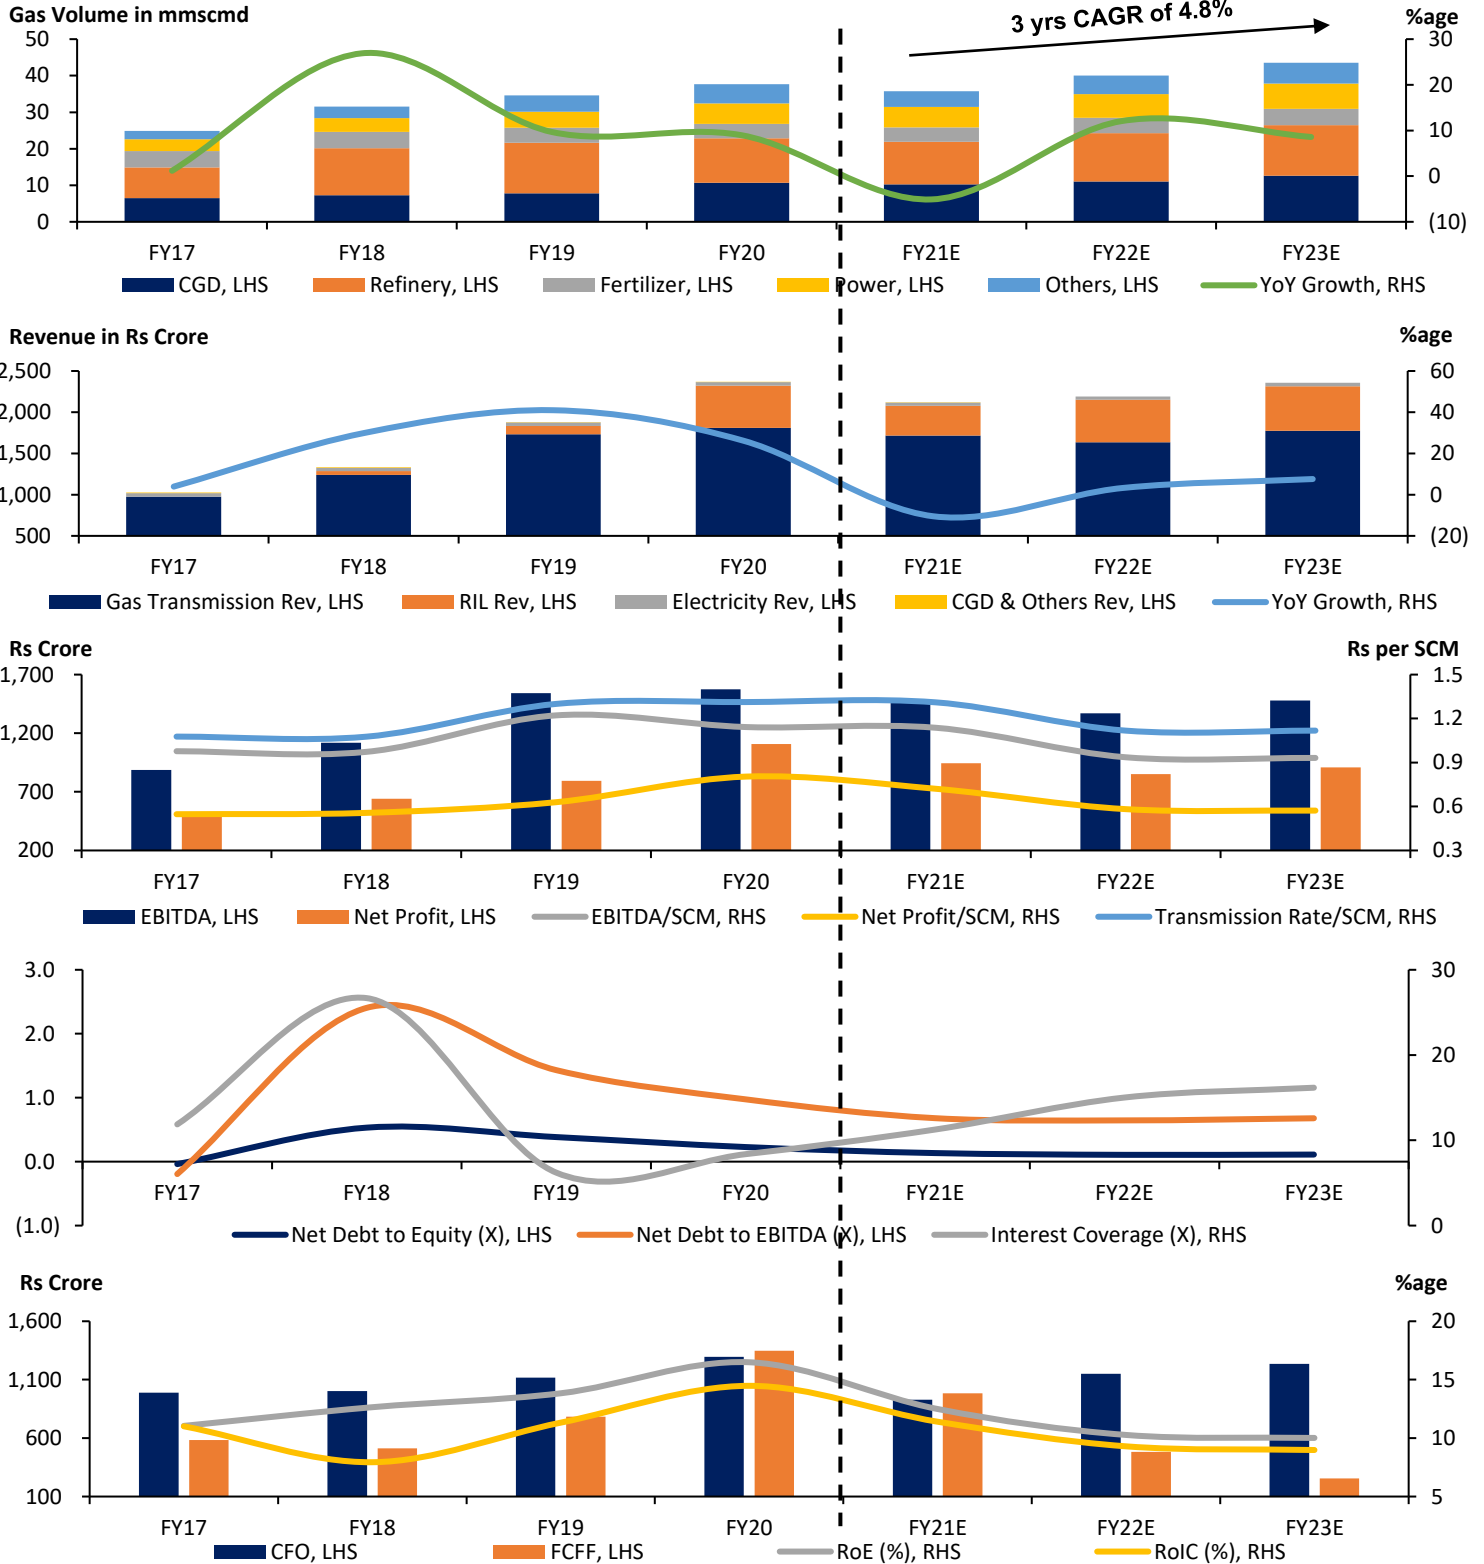 Gas Volume in mmscmd
3 yrs CAGR of 4.8%
%age
50
40
30
20
10
0
30
20
10
0
(10)
FY17 FY18 FY19 FY20 FY21E FY22E FY23E
CGD, LHS Refinery, LHS Fertilizer, LHS Power, LHS Others, LHS YoY Growth, RHS
Revenue in Rs Crore
%age
2,500
2,000
1,500
1,000
500
60
40
20
0
(20)
FY17 FY18 FY19 FY20 FY21E FY22E FY23E
Gas Transmission Rev, LHS RIL Rev, LHS Electricity Rev, LHS CGD & Others Rev, LHS YoY Growth, RHS
Rs Crore
Rs per SCM
1,700
1,200
700
200
1.5
1.2
0.9
0.6
0.3
FY17 FY18 FY19 FY20 FY21E FY22E FY23E
EBITDA, LHS Net Profit, LHS EBITDA/SCM, RHS Net Profit/SCM, RHS Transmission Rate/SCM, RHS
3.0
2.0
1.0
0.0
(1.0)
30
20
10
0
FY17 FY18 FY19 FY20 FY21E FY22E FY23E
Net Debt to Equity (X), LHS Net Debt to EBITDA (X), LHS Interest Coverage (X), RHS
Rs Crore
%age
1,600
1,100
600
100
20
15
10
5
FY17 FY18 FY19 FY20 FY21E FY22E FY23E
CFO, LHS FCFF, LHS RoE (%), RHS RoIC (%), RHS